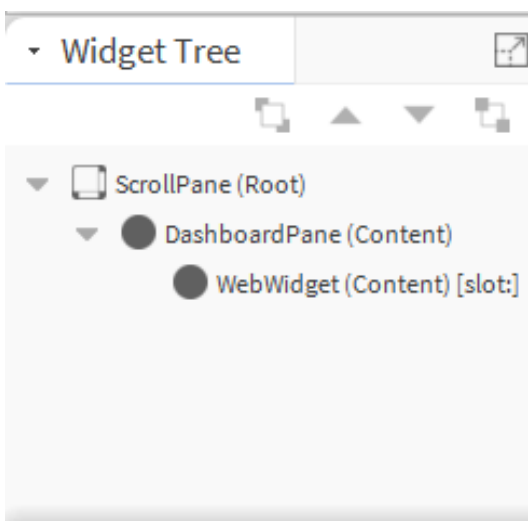 Widget Tree
ScrollPane (Root)
DashboardPane (Content)
WebWidget (Content) [slot:]